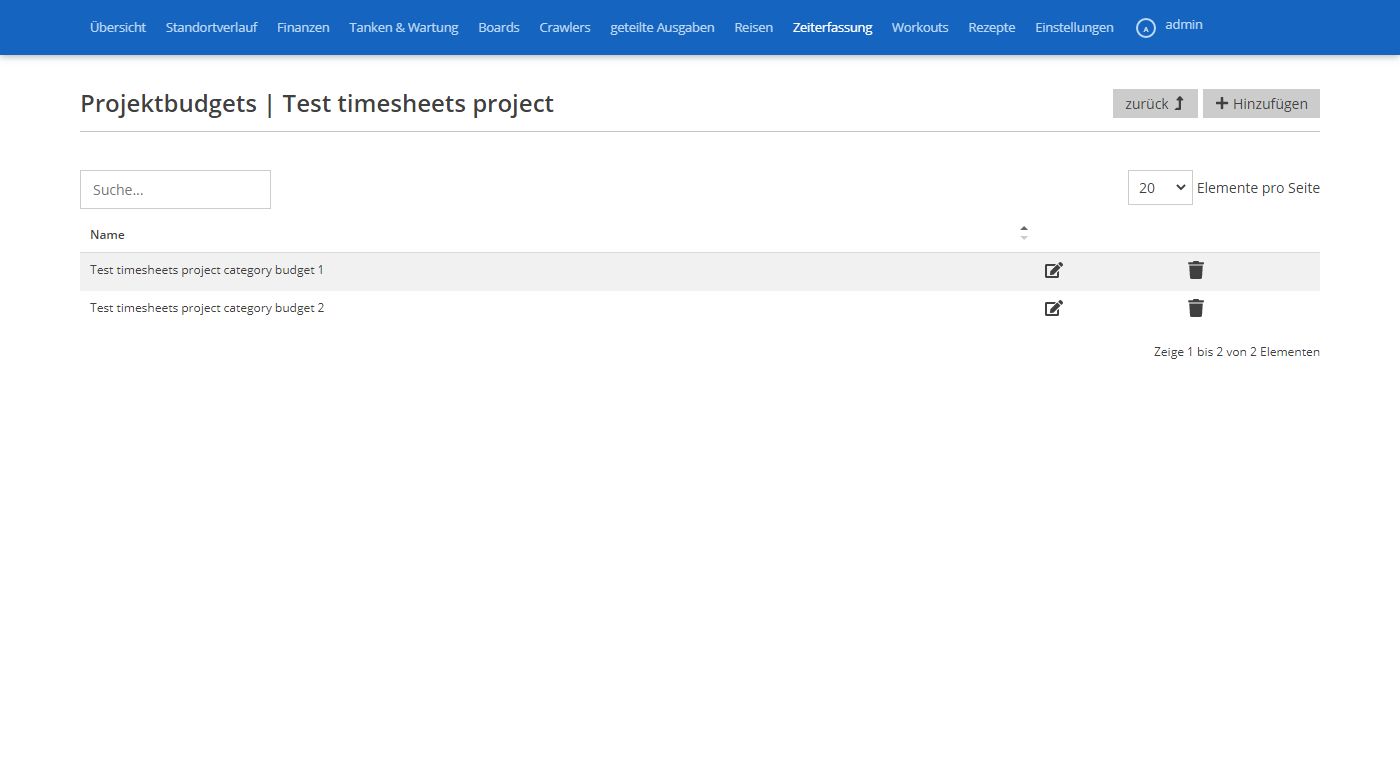 Übersicht Standortverlauf Finanzen Tanken & Wartung Boards Crawlers geteilte Ausgaben Reisen Zeiterfassung Workouts Rezepte Einstellungen A admin
Projektbudgets | Test timesheets project zurück Hinzufügen
Suche... 20 Elemente pro Seite
Name
Test timesheets project category budget 1
Test timesheets project category budget 2
Zeige 1 bis 2 von 2 Elementen